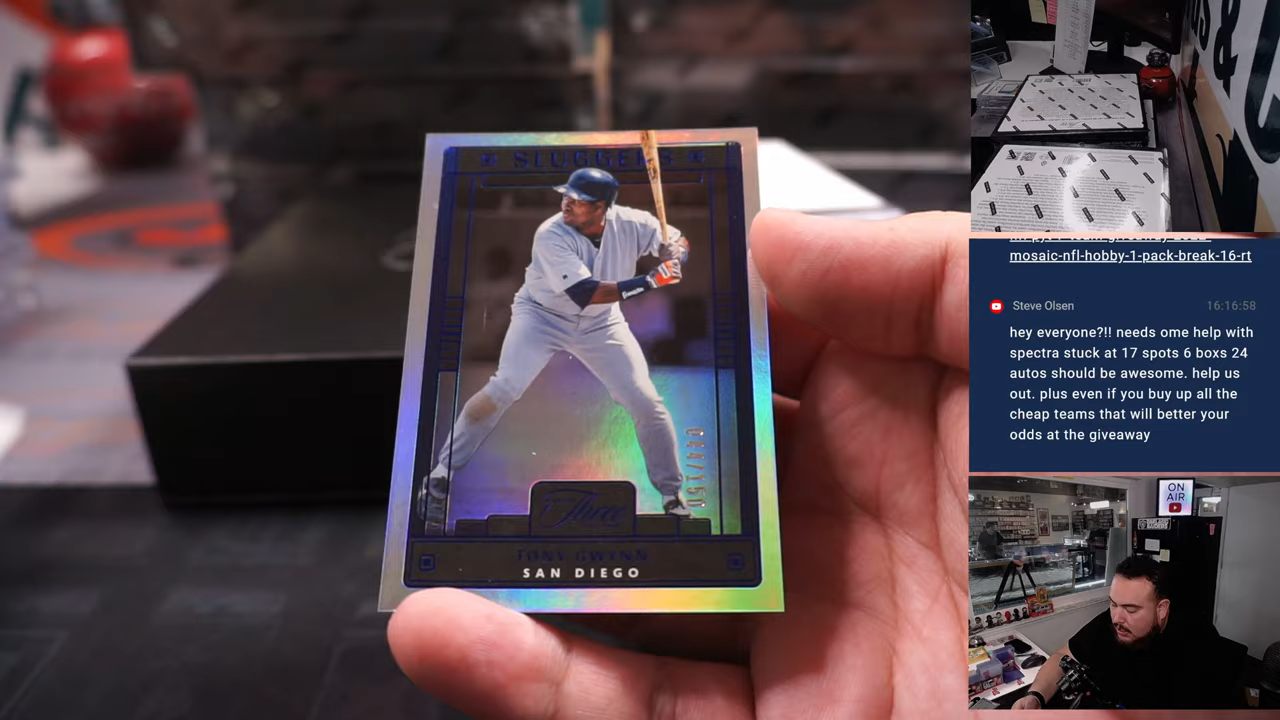 SLUGGERS
044/150
Three
TONY GWYNN
SAN DIEGO
mosaic-nfl-hobby-1-pack-break-16-rt
Steve Olsen
16:16:58
hey everyone?!! needs ome help with
spectra stuck at 17 spots 6 boxs 24
autos should be awesome. help us
out. plus even if you buy up all the
cheap teams that will better your
odds at the giveaway
ON
AIR